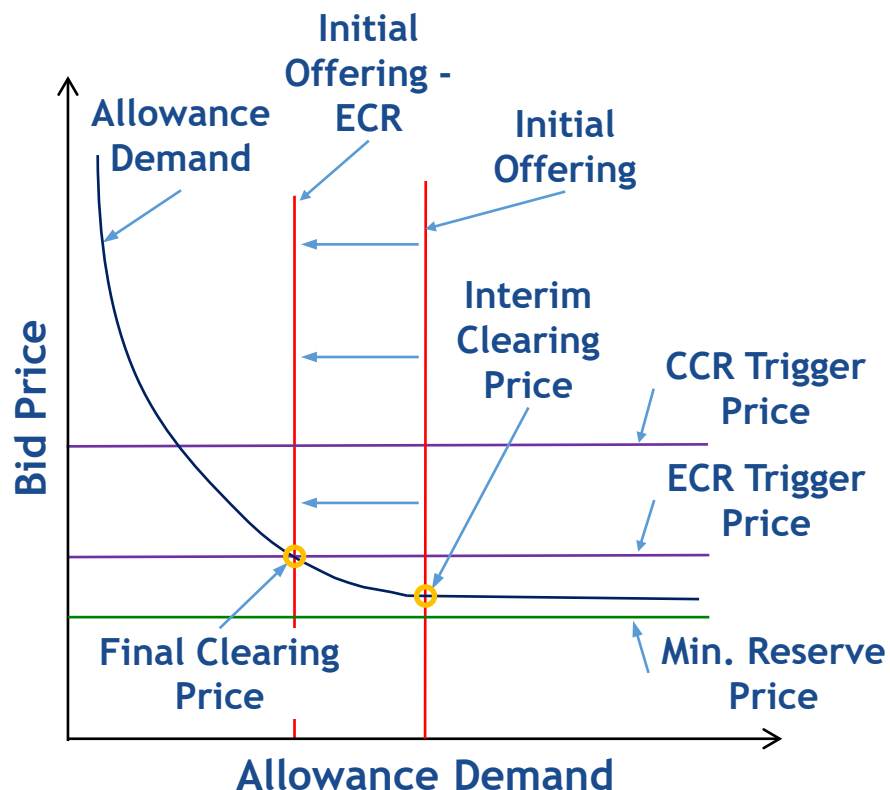 Initial
Offering -
ECR
Allowance
Demand
Initial
Offering
Interim
Clearing
Price
CCR Trigger
Price
ECR Trigger
Price
Bid Price
Final Clearing
Price
Min. Reserve
Price
Allowance Demand